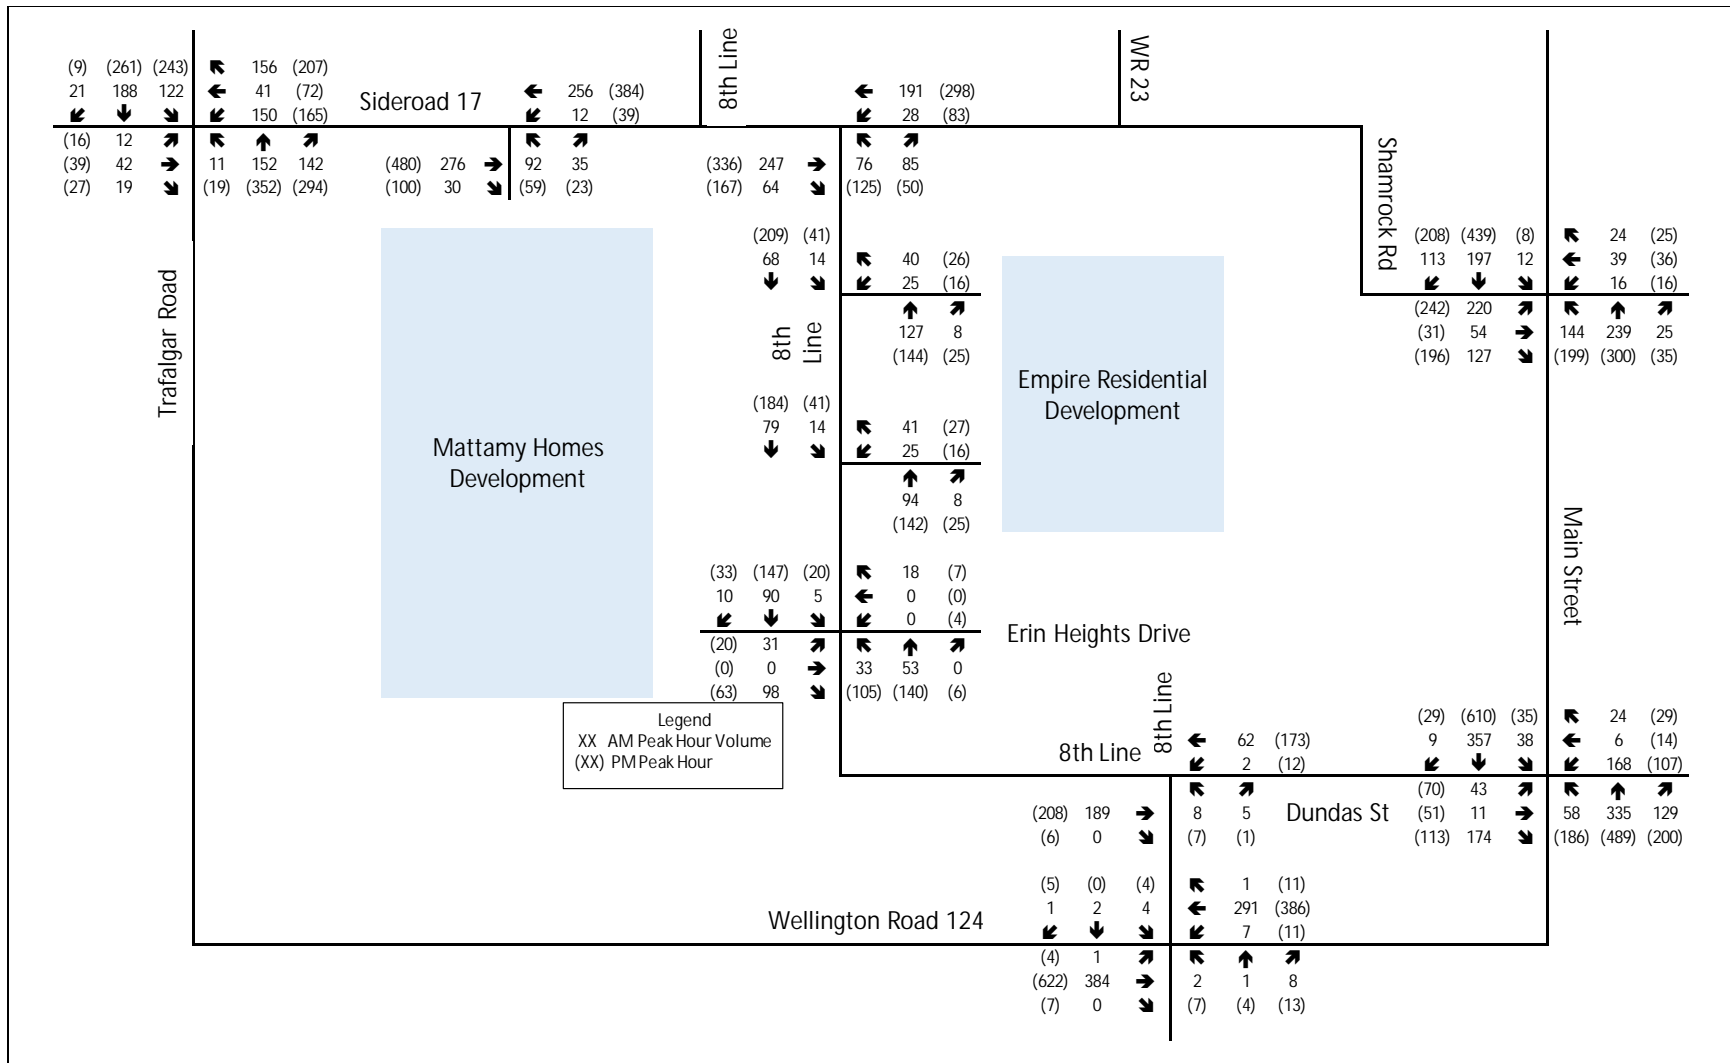 (9) (261) (243) 156 (207)
21 188 122 41 (72)
150 (165)
(16) 12
(39) 42 11 152 142
(27) 19 (19) (352) (294)
Sideroad 17
256 (384)
12 (39)
(480) 276 92 35
(100) 30 (59) (23)
8th Line
191 (298)
28 (83)
(336) 247 76 85
(167) 64 (125) (50)
WR 23
Shamrock Rd
(208) (439) (8) 24 (25)
113 197 12 39 (36)
16 (16)
(242) 220
(31) 54 144 239 25
(196) 127 (199) (300) (35)
Trafalgar Road
(209) (41)
68 14 40 (26)
25 (16)
127 8
(144) (25)
8th
Line
Mattamy Homes
Development
Empire Residential
Development
(184) (41)
79 14 41 (27)
25 (16)
94 8
(142) (25)
Main Street
(33) (147) (20) 18 (7)
10 90 5 0 (0)
0 (4)
(20) 31
(0) 0 33 53 0
(63) 98 (105) (140) (6)
Erin Heights Drive
Legend
XX AM Peak Hour Volume
(XX) PM Peak Hour
8th Line
8th Line
62 (173)
2 (12)
(208) 189 8 5
(6) 0 (7) (1)
Dundas St
(29) (610) (35) 24 (29)
9 357 38 6 (14)
168 (107)
(70) 43
(51) 11 58 335 129
(113) 174 (186) (489) (200)
Wellington Road 124
(5) (0) (4) 1 (11)
1 2 4 291 (386)
7 (11)
(4) 1
(622) 384 2 1 8
(7) 0 (7) (4) (13)